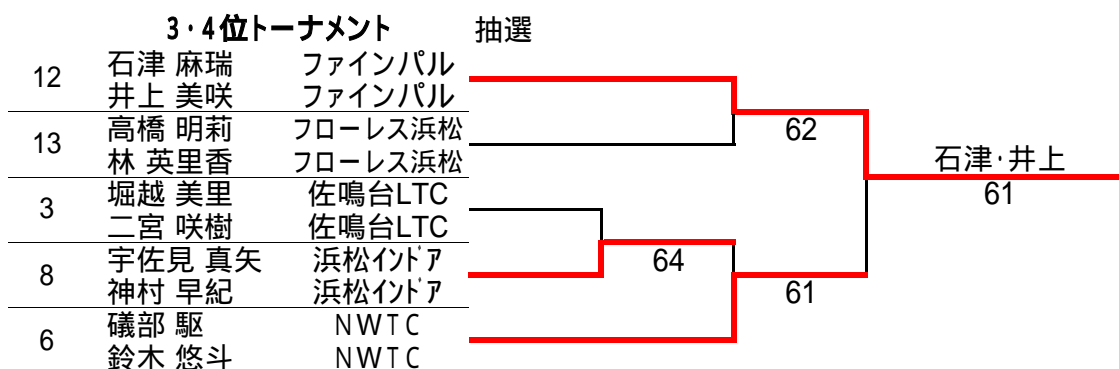 3・4位トーナメント 抽選
12 石津 麻瑞 ファインパル
井上 美咲 ファインパル
13 高橋 明莉 フローレス浜松
林 英里香 フローレス浜松
3 堀越 美里 佐鳴台LTC
二宮 咲樹 佐鳴台LTC
8 宇佐見 真矢 浜松インドア
神村 早紀 浜松インドア
6 礒部 駆 NWTC
鈴木 悠斗 NWTC
62
64
61
石津・井上
61